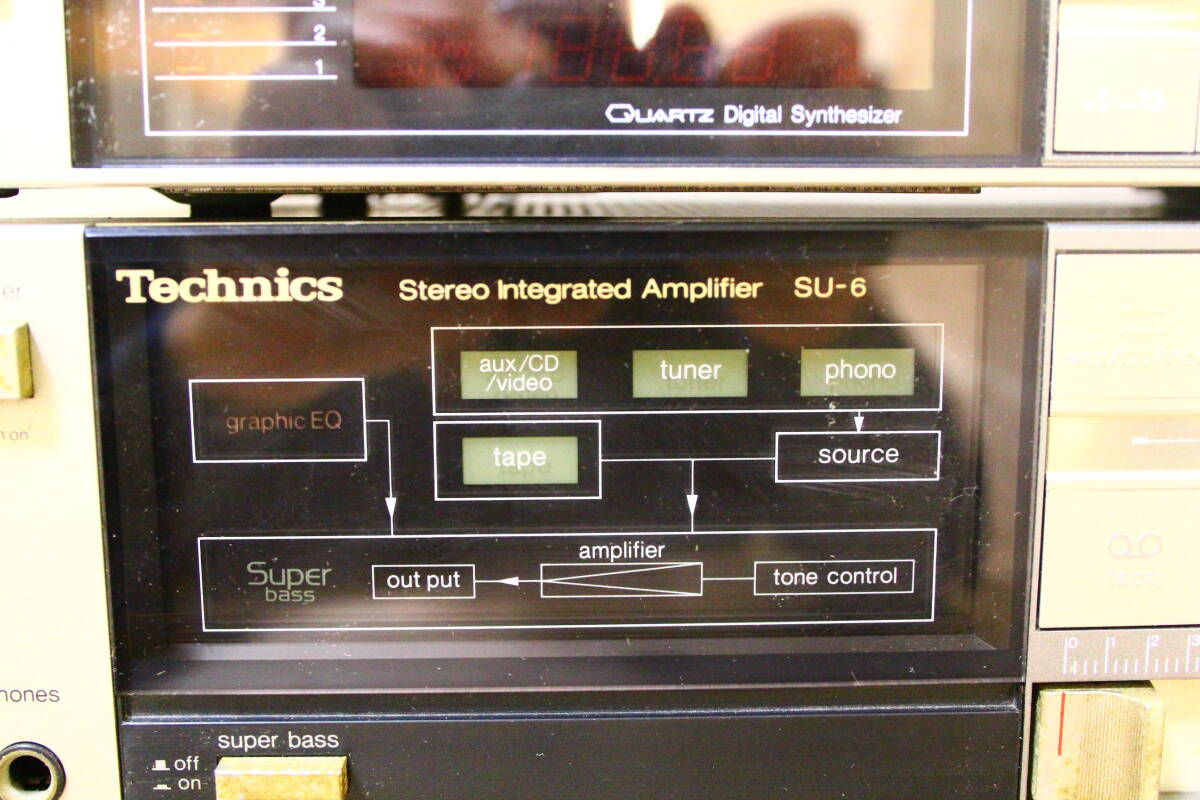 3
2
1
QUARTZ Digital Synthesizer
Technics Stereo Integrated Amplifier SU-6
aux/CD
/video
tuner
phono
graphic EQ
tape
source
amplifier
Super
bass
out put
tone control
on
tape
0 1 2 3
super bass
off
on